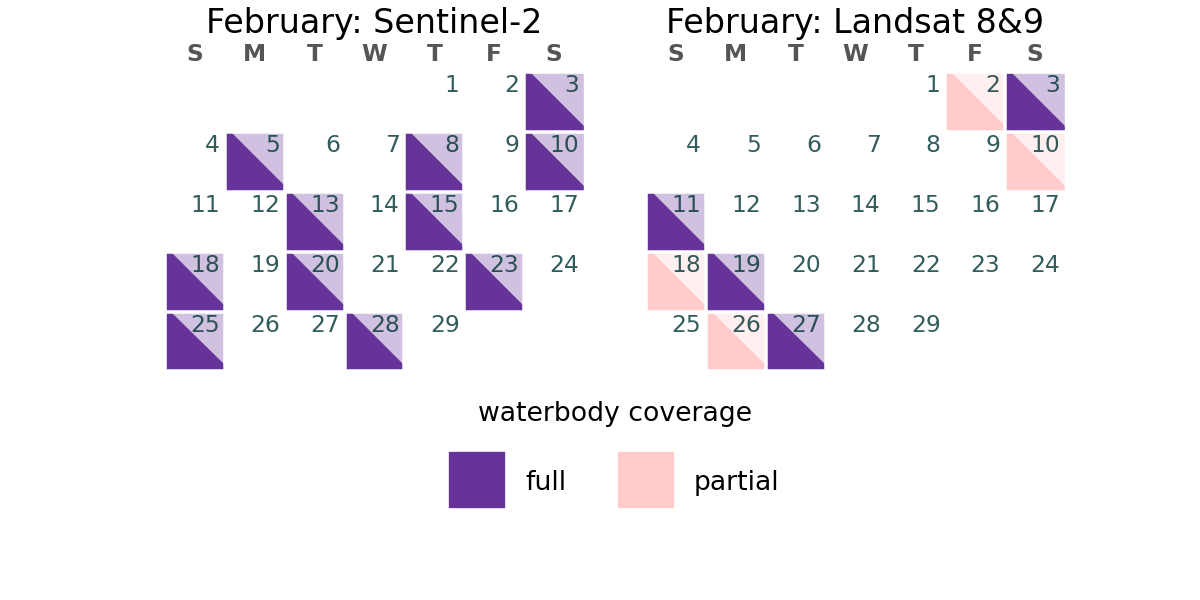 February: Sentinel-2
S M T W T F S
1 2 3
4 5 6 7 8 9 10
11 12 13 14 15 16 17
18 19 20 21 22 23 24
25 26 27 28 29
February: Landsat 8&9
S M T W T F S
1 2 3
4 5 6 7 8 9 10
11 12 13 14 15 16 17
18 19 20 21 22 23 24
25 26 27 28 29
waterbody coverage
full partial